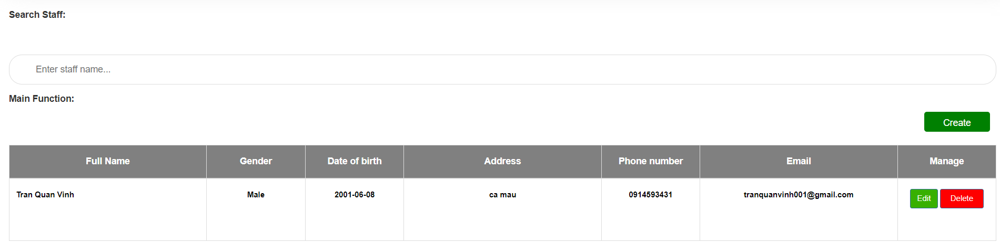 Search Staff:
Enter staff name...
Main Function:
Create
Full Name Gender Date of birth Address Phone number Email Manage
Tran Quan Vinh Male 2001-06-08 ca mau 0914593431 tranquanvinh001@gmail.com Edit Delete